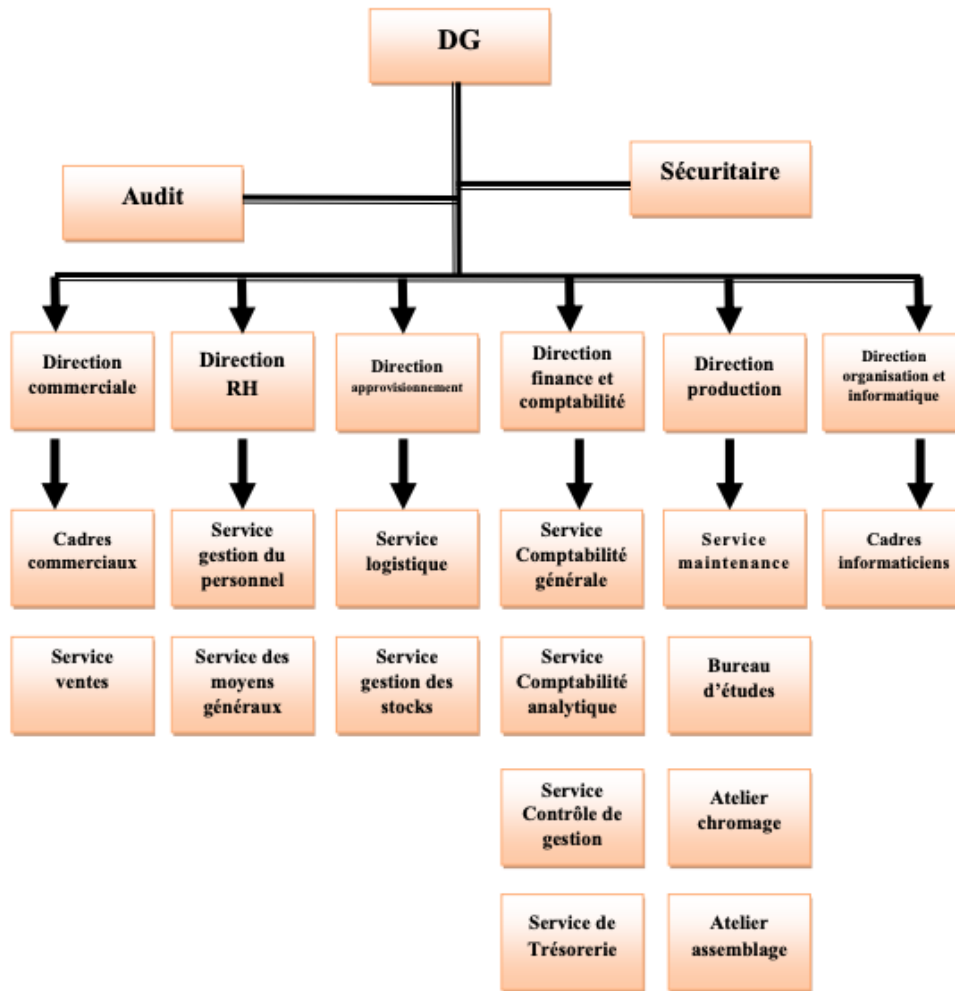 DG
Audit
Sécuritaire
Direction
commerciale
Direction
RH
Direction
approvisionnement
Direction
finance et
comptabilité
Direction
production
Direction
organisation et
informatique
Cadres
commerciaux
Service
gestion du
personnel
Service
logistique
Service
Comptabilité
générale
Service
maintenance
Cadres
informaticiens
Service
ventes
Service des
moyens
généraux
Service
gestion des
stocks
Service
Comptabilité
analytique
Bureau
d'études
Service
Contrôle de
gestion
Atelier
chromage
Service de
Trésorerie
Atelier
assemblage